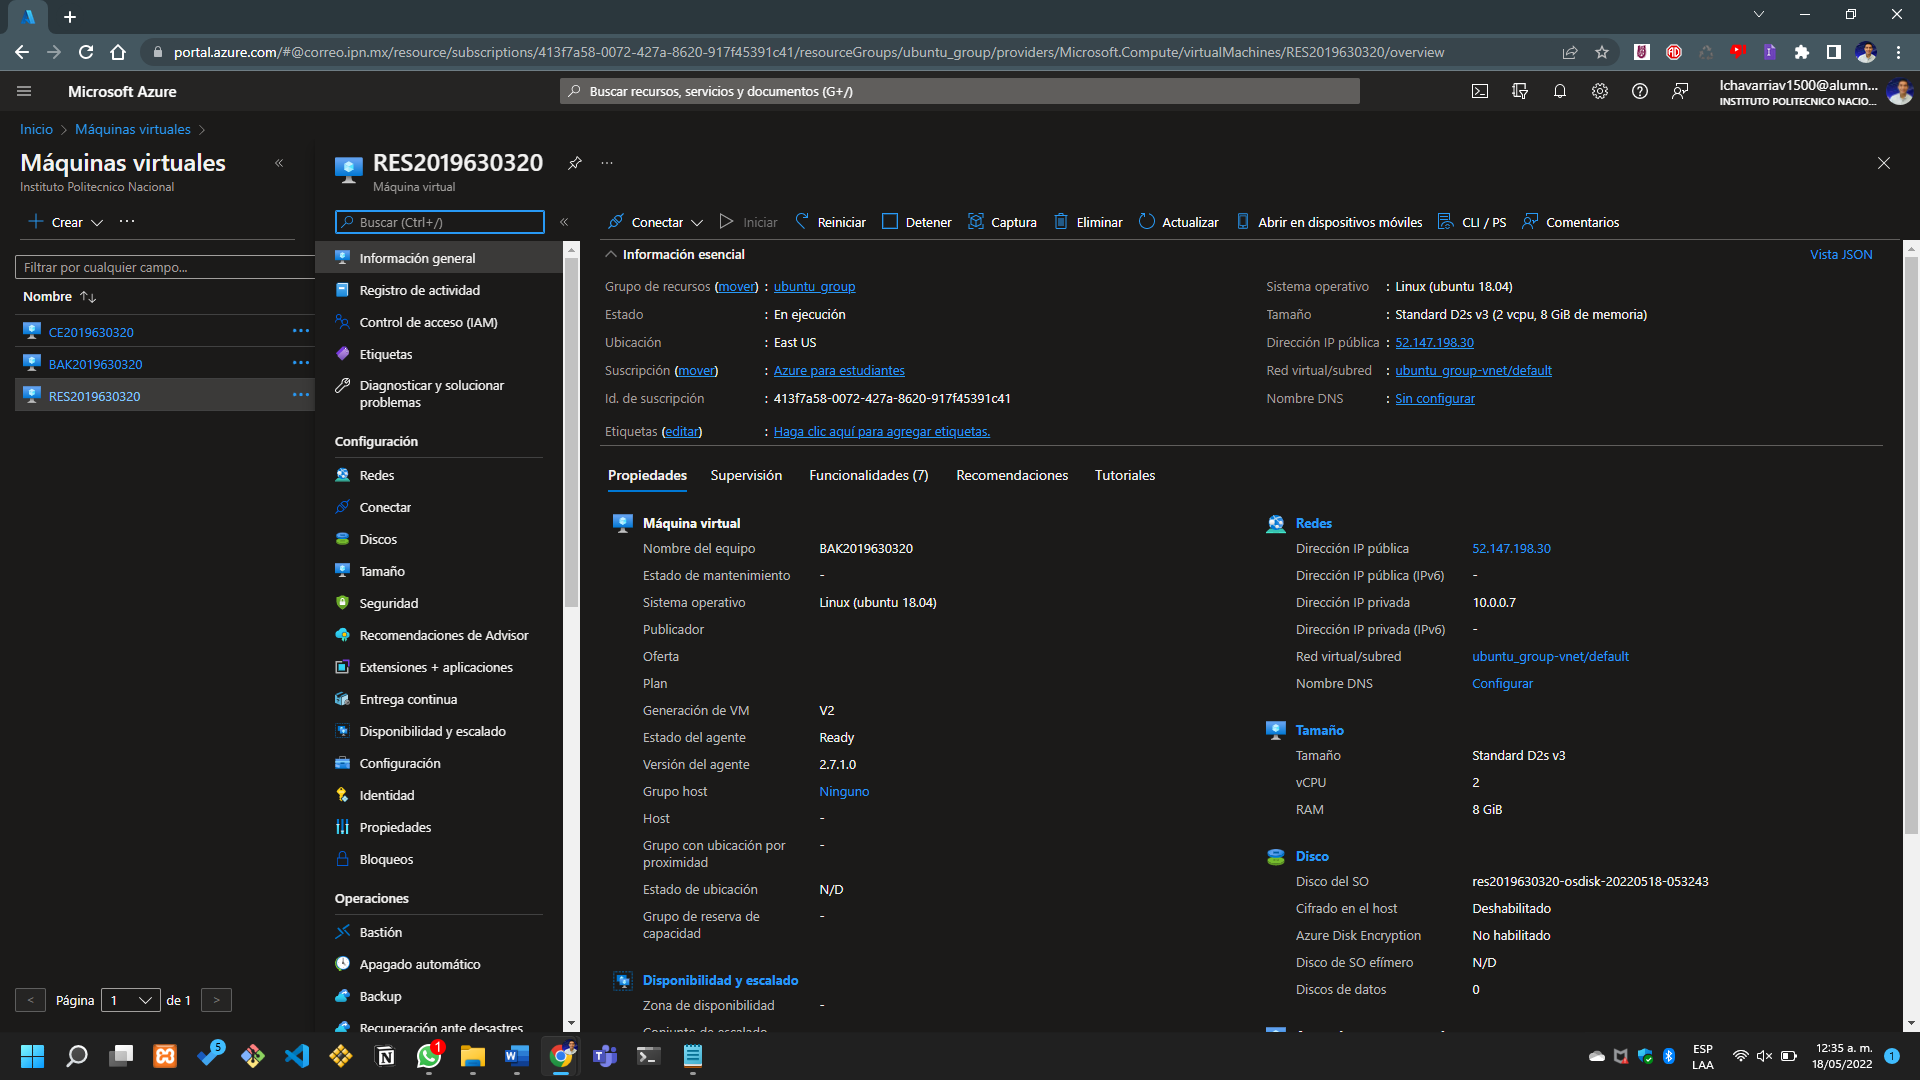 portal.azure.com/#@correo.ipn.mx/resource/subscriptions/413f7a58-0072-427a-8620-917f45391c41/resourceGroups/ubuntu_group/providers/Microsoft.Compute/virtualMachines/RES2019630320/overview
Microsoft Azure
Buscar recursos, servicios y documentos (G+/)
lchavarriav1500@alumn...
INSTITUTO POLITECNICO NACIO...
Inicio > Máquinas virtuales >
Máquinas virtuales
Instituto Politecnico Nacional
Crear
Filtrar por cualquier campo...
Nombre
CE2019630320
BAK2019630320
RES2019630320
Página 1 de 1
RES2019630320
Máquina virtual
Buscar (Ctrl+/)
Información general
Registro de actividad
Control de acceso (IAM)
Etiquetas
Diagnosticar y solucionar
problemas
Configuración
Redes
Conectar
Discos
Tamaño
Seguridad
Recomendaciones de Advisor
Extensiones + aplicaciones
Entrega continua
Disponibilidad y escalado
Configuración
Identidad
Propiedades
Bloqueos
Operaciones
Bastión
Apagado automático
Backup
Recuperación ante desastres
Conectar Iniciar Reiniciar Detener Captura Eliminar Actualizar Abrir en dispositivos móviles CLI / PS Comentarios
Información esencial
Vista JSON
Grupo de recursos (mover) : ubuntu_group
Estado : En ejecución
Ubicación : East US
Suscripción (mover) : Azure para estudiantes
Id. de suscripción : 413f7a58-0072-427a-8620-917f45391c41
Etiquetas (editar) : Haga clic aquí para agregar etiquetas.
Sistema operativo : Linux (ubuntu 18.04)
Tamaño : Standard D2s v3 (2 vcpu, 8 GiB de memoria)
Dirección IP pública : 52.147.198.30
Red virtual/subred : ubuntu_group-vnet/default
Nombre DNS : Sin configurar
Propiedades Supervisión Funcionalidades (7) Recomendaciones Tutoriales
Máquina virtual
Nombre del equipo BAK2019630320
Estado de mantenimiento -
Sistema operativo Linux (ubuntu 18.04)
Publicador
Oferta
Plan
Generación de VM V2
Estado del agente Ready
Versión del agente 2.7.1.0
Grupo host Ninguno
Host -
Grupo con ubicación por -
proximidad
Estado de ubicación N/D
Grupo de reserva de -
capacidad
Disponibilidad y escalado
Zona de disponibilidad -
Conjunto de escalado
Redes
Dirección IP pública 52.147.198.30
Dirección IP pública (IPv6) -
Dirección IP privada 10.0.0.7
Dirección IP privada (IPv6) -
Red virtual/subred ubuntu_group-vnet/default
Nombre DNS Configurar
Tamaño
Tamaño Standard D2s v3
vCPU 2
RAM 8 GiB
Disco
Disco del SO res2019630320-osdisk-20220518-053243
Cifrado en el host Deshabilitado
Azure Disk Encryption No habilitado
Disco de SO efímero N/D
Discos de datos 0
5
1
ESP
LAA
12:35 a. m.
18/05/2022
1